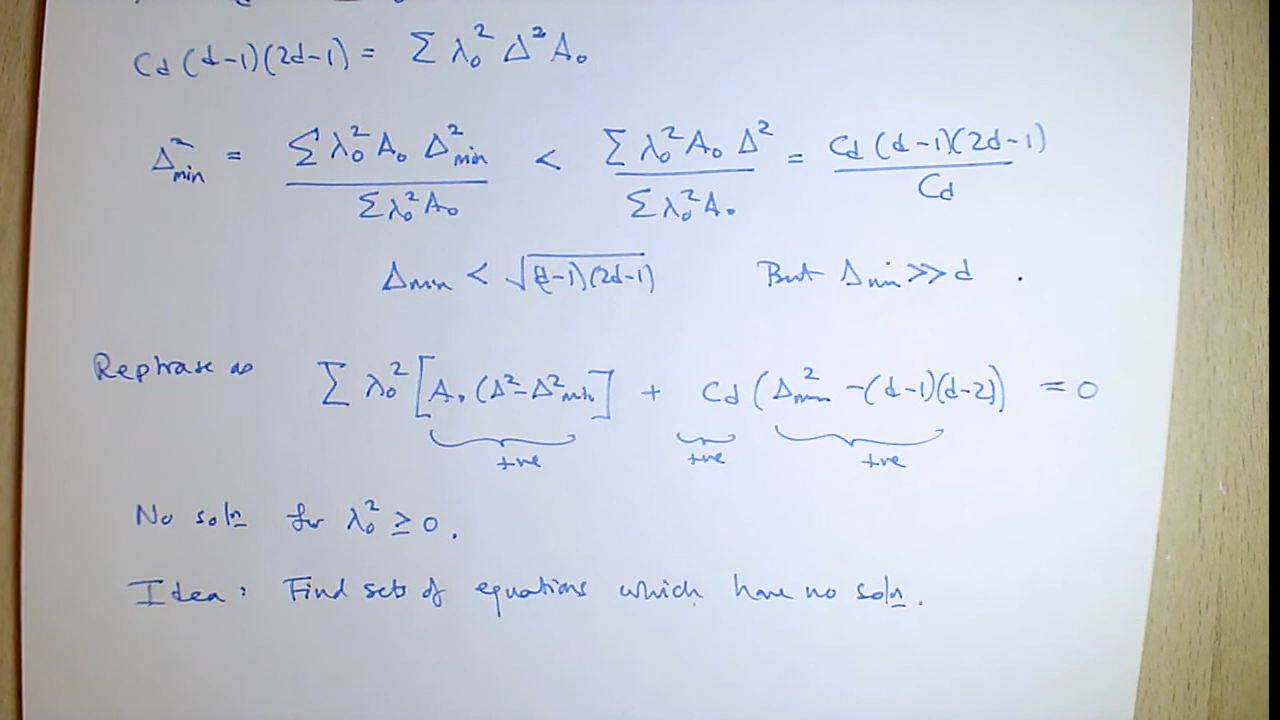 Cd (d-1)(2d-1) = Σ λ₀² Δ² A₀
Δ²min = Σ λ₀² A₀ Δ²min / Σ λ₀² A₀ < Σ λ₀² A₀ Δ² / Σ λ₀² A₀ = Cd (d-1)(2d-1) / Cd
Δmin < √(d-1)(2d-1) But Δmin >> d .
Rephrase as Σ λ₀² [A₀ (Δ² - Δ²min] + Cd (Δ²min - (d-1)(d-2)) = 0
+ve +ve +ve
No soln for λ₀² ≥ 0 .
Idea : Find sets of equations which have no soln .